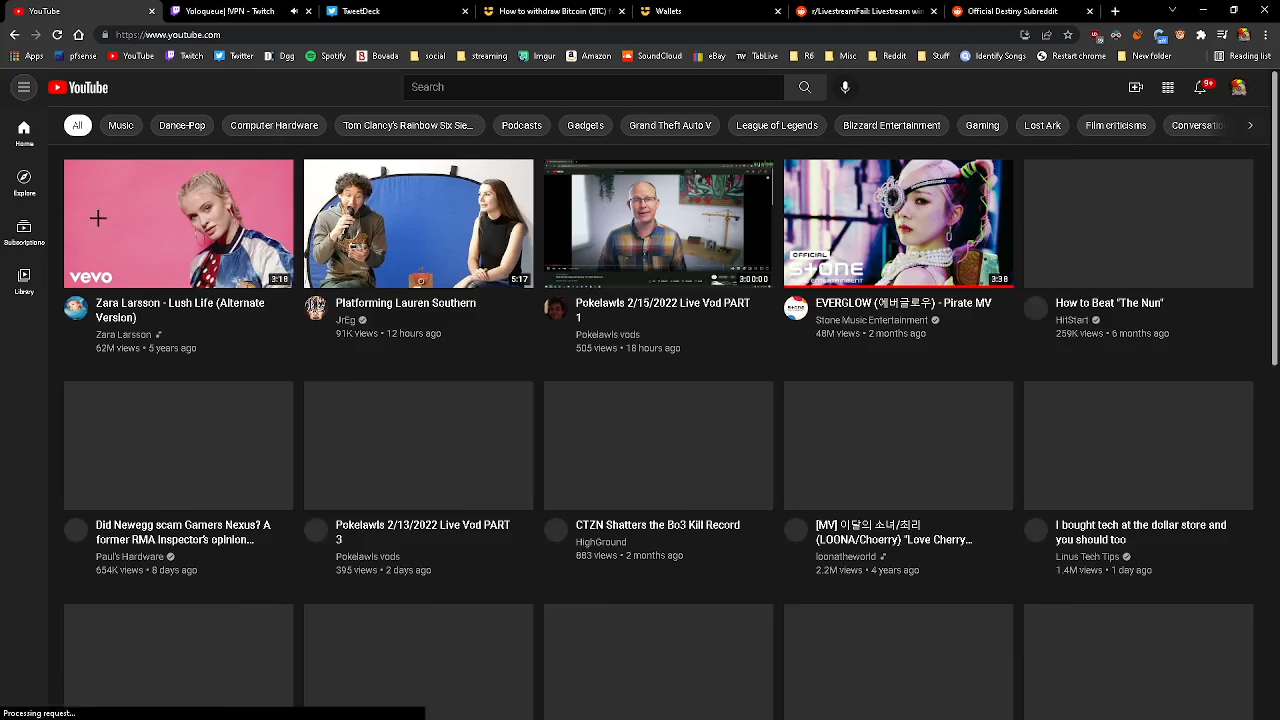 YouTube
Yoloqueue| |VPN - Twitch
TweetDeck
How to withdraw Bitcoin (BTC) f
Wallets
r/LivestreamFail: Livestream win
Official Destiny Subreddit
https://www.youtube.com
Apps
pfsense
YouTube
Twitch
Twitter
Digg
Spotify
Bovada
social
streaming
Imgur
Amazon
SoundCloud
eBay
TabLive
R6
Misc
Reddit
Stuff
Identify Songs
Restart chrome
New folder
Reading list
YouTube
Search
9+
All
Music
Dance-Pop
Computer Hardware
Tom Clancy's Rainbow Six Sie...
Podcasts
Gadgets
Grand Theft Auto V
League of Legends
Blizzard Entertainment
Gaming
Lost Ark
Film criticisms
Conversatio
Home
Explore
Subscriptions
Library
vevo
3:18
5:17
2:00:00
OFFICIAL
STONE
ENTERTAINMENT
3:38
Zara Larsson - Lush Life (Alternate
Version)
Zara Larsson
62M views • 5 years ago
Platforming Lauren Southern
JrEg
91K views • 12 hours ago
Pokelawls 2/15/2022 Live Vod PART
1
Pokelawls vods
505 views • 18 hours ago
EVERGLOW (에버글로우) - Pirate MV
Stone Music Entertainment
48M views • 2 months ago
How to Beat "The Nun"
HitStart
259K views • 6 months ago
Did Newegg scam Gamers Nexus? A
former RMA Inspector's opinion...
Paul's Hardware
654K views • 8 days ago
Pokelawls 2/13/2022 Live Vod PART
3
Pokelawls vods
395 views • 2 days ago
CTZN Shatters the Bo3 Kill Record
HighGround
883 views • 2 months ago
[MV] 이달의 소녀/최리
(LOONA/Choerry) "Love Cherry...
loonatheworld
2.2M views • 4 years ago
I bought tech at the dollar store and
you should too
Linus Tech Tips
1.4M views • 1 day ago
Processing request...